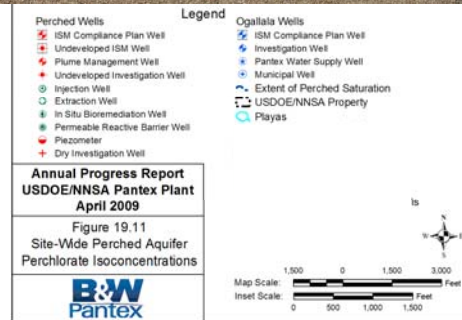 Legend
Perched Wells
ISM Compliance Plan Well
Undeveloped ISM Well
Plume Management Well
Undeveloped Investigation Well
Injection Well
Extraction Well
In Situ Bioremediation Well
Permeable Reactive Barrier Well
Piezometer
Dry Investigation Well
Ogallala Wells
ISM Compliance Plan Well
Investigation Well
Pantex Water Supply Well
Municipal Well
Extent of Perched Saturation
USDOE/NNSA Property
Playas
Annual Progress Report
USDOE/NNSA Pantex Plant
April 2009
Figure 19.11
Site-Wide Perched Aquifer
Perchlorate Isoconcentrations
B&W
Pantex
ls
N
W E
S
1,500 0 1,500 3,000
Map Scale: Feet
Inset Scale: Feet
0 500 1,000 1,500